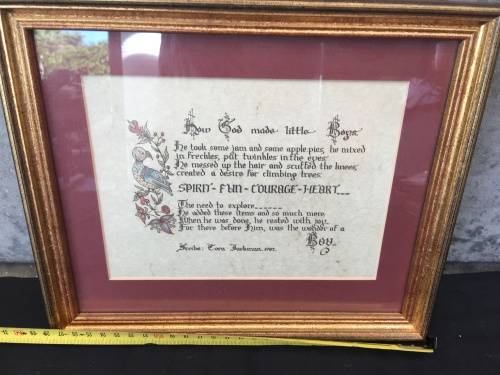 How God made little Boys
He took some jam and some apple pies, he mixed
in freckles, put twinkles in the eyes.
He messed up the hair and scuffed the knees,
created a desire for climbing trees.
SPIRIT - FUN - COURAGE - HEART___
The need to explore______
He added these items and so much more.
When he was done, he rested with joy,
For there before Him, was the wonder of a
Boy.
Scribe: